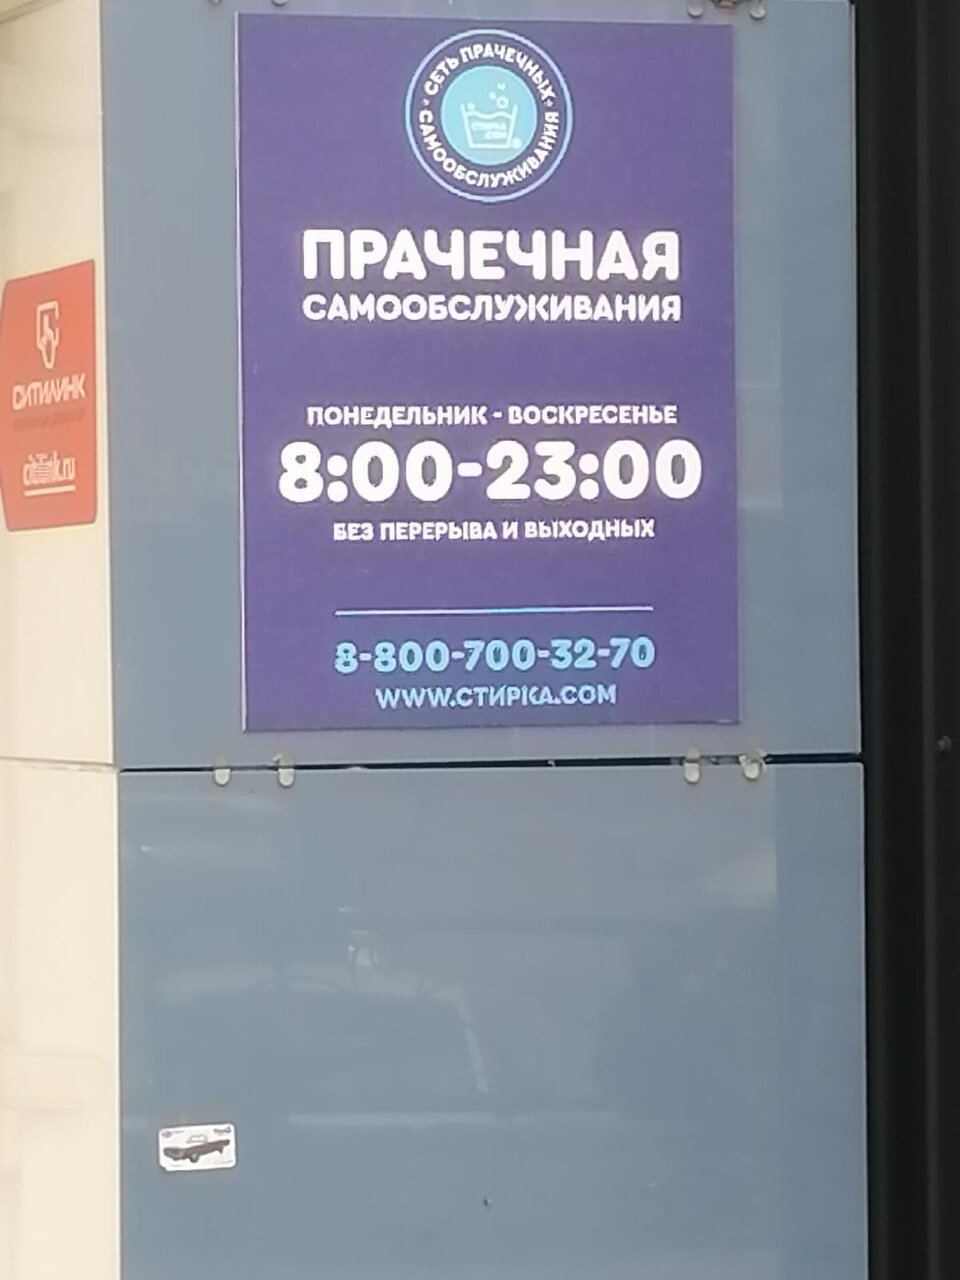 СЕТЬ ПРАЧЕЧНЫХ
САМООБСЛУЖИВАНИЯ
ПРАЧЕЧНАЯ
САМООБСЛУЖИВАНИЯ
ПОНЕДЕЛЬНИК - ВОСКРЕСЕНЬЕ
8:00-23:00
БЕЗ ПЕРЕРЫВА И ВЫХОДНЫХ
8-800-700-32-70
WWW.СТИРКА.COM
СИТИЛИНК
citilink.ru